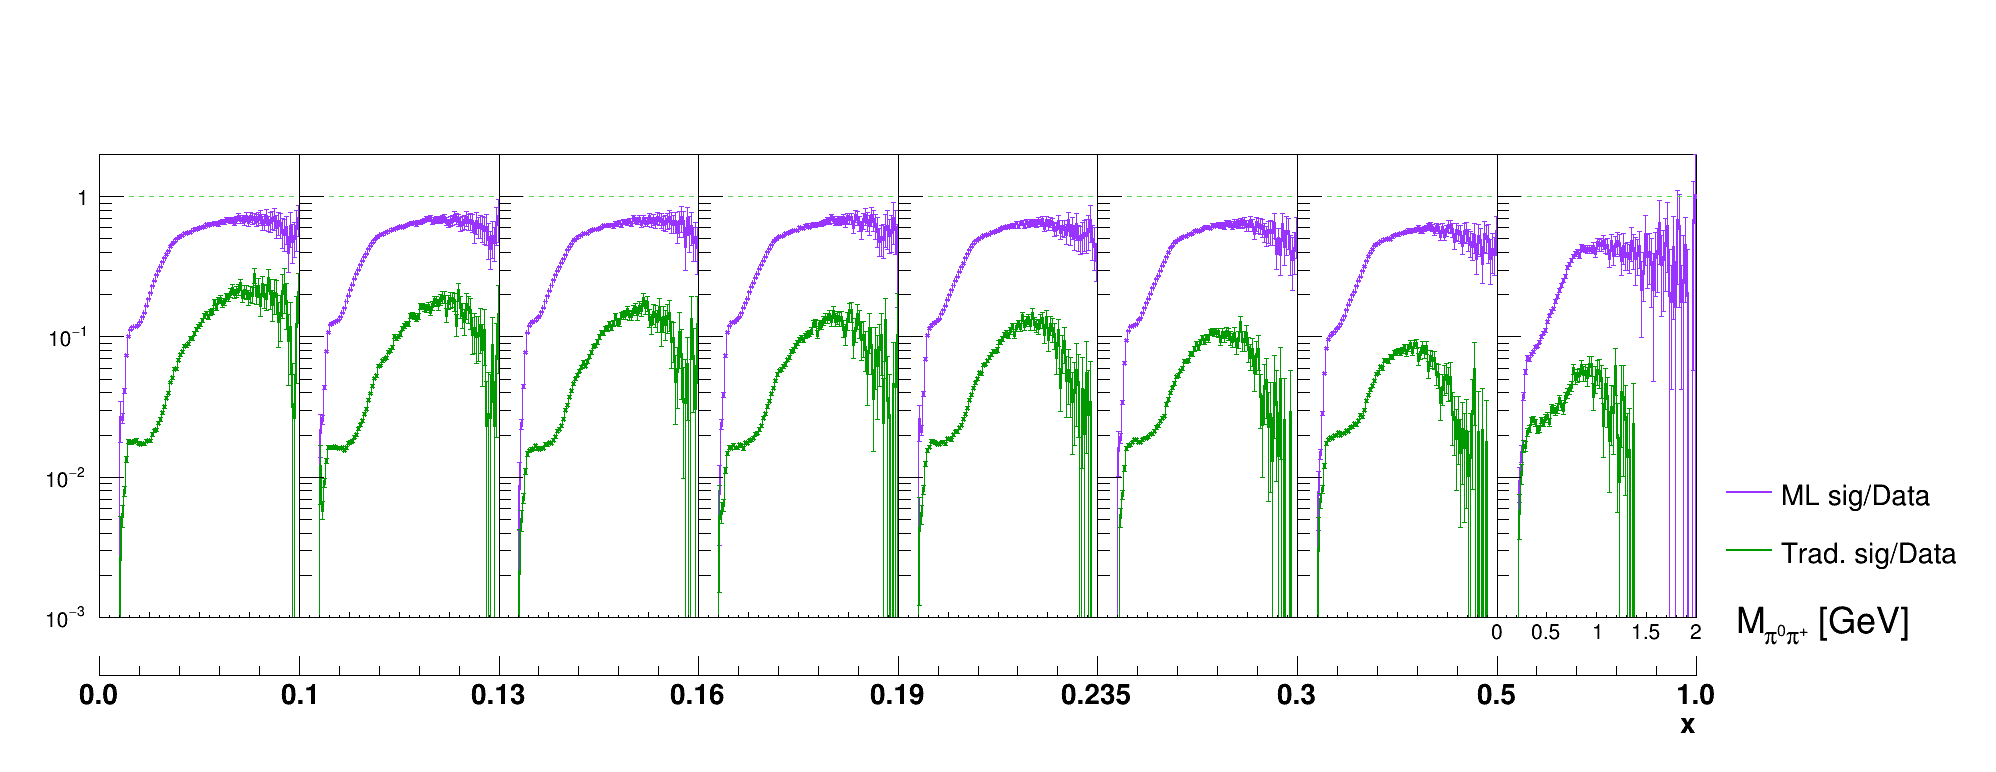 1
10⁻¹
10⁻²
10⁻³
ML sig/Data
Trad. sig/Data
0 0.5 1 1.5 2
M_π⁰π⁺ [GeV]
0.0 0.1 0.13 0.16 0.19 0.235 0.3 0.5 1.0
x